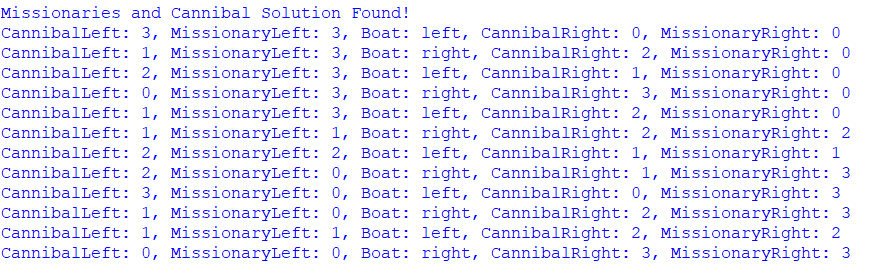 Missionaries and Cannibal Solution Found!
CannibalLeft: 3, MissionaryLeft: 3, Boat: left, CannibalRight: 0, MissionaryRight: 0
CannibalLeft: 1, MissionaryLeft: 3, Boat: right, CannibalRight: 2, MissionaryRight: 0
CannibalLeft: 2, MissionaryLeft: 3, Boat: left, CannibalRight: 1, MissionaryRight: 0
CannibalLeft: 0, MissionaryLeft: 3, Boat: right, CannibalRight: 3, MissionaryRight: 0
CannibalLeft: 1, MissionaryLeft: 3, Boat: left, CannibalRight: 2, MissionaryRight: 0
CannibalLeft: 1, MissionaryLeft: 1, Boat: right, CannibalRight: 2, MissionaryRight: 2
CannibalLeft: 2, MissionaryLeft: 2, Boat: left, CannibalRight: 1, MissionaryRight: 1
CannibalLeft: 2, MissionaryLeft: 0, Boat: right, CannibalRight: 1, MissionaryRight: 3
CannibalLeft: 3, MissionaryLeft: 0, Boat: left, CannibalRight: 0, MissionaryRight: 3
CannibalLeft: 1, MissionaryLeft: 0, Boat: right, CannibalRight: 2, MissionaryRight: 3
CannibalLeft: 1, MissionaryLeft: 1, Boat: left, CannibalRight: 2, MissionaryRight: 2
CannibalLeft: 0, MissionaryLeft: 0, Boat: right, CannibalRight: 3, MissionaryRight: 3